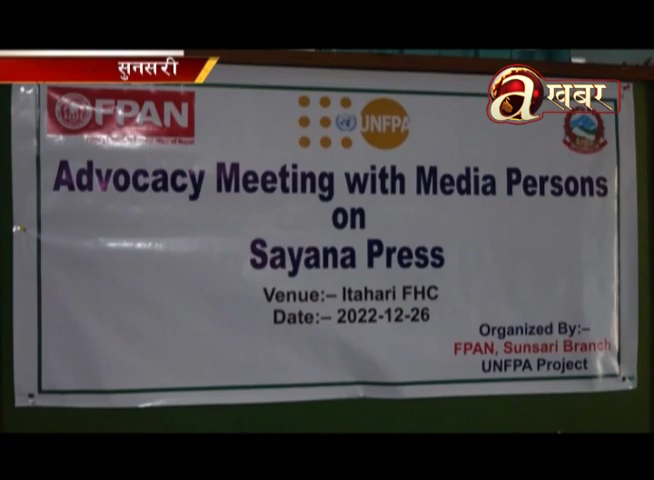 सुनसरी
a खबर
FPAN
UNFPA
Advocacy Meeting with Media Persons
on
Sayana Press
Venue:– Itahari FHC
Date:– 2022-12-26
Organized By:–
FPAN, Sunsari Branch
UNFPA Project